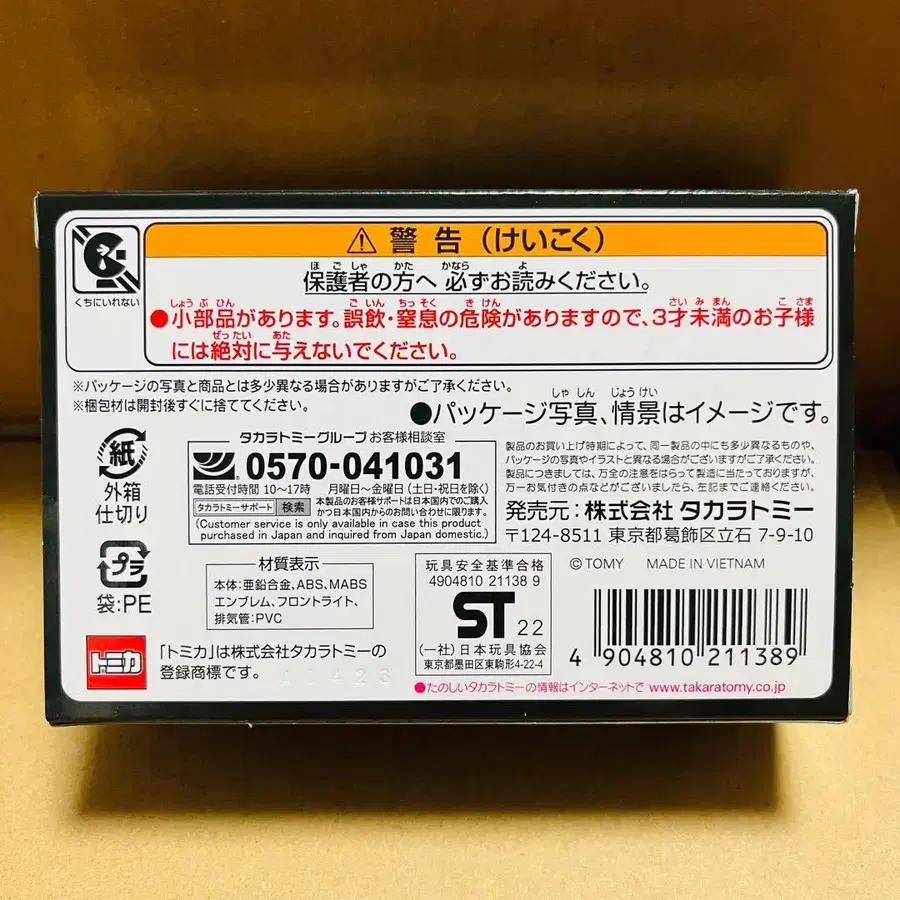 くちにいれない
⚠警告(けいこく)
保護者の方へ 必ずお読みください。
●小部品があります。誤飲・窒息の危険がありますので、3才未満のお子様
には絶対に与えないでください。
※パッケージの写真と商品とは多少異なる場合がありますがご了承ください。
※梱包材は開封後すぐに捨ててください。
●パッケージ写真、情景はイメージです。
紙
外箱
仕切り
プラ
袋:PE
タカラトミーグループ お客様相談室
0570-041031
電話受付時間 10〜17時 月曜日〜金曜日(土・日・祝日を除く)
タカラトミーサポート 検索
本製品のお客様サポートは日本国内でのご購入
かつ日本国内からのお問い合わせに限ります。
(Customer service is only available in case this product
purchased in Japan and inquired from Japan domestic.)
製品のお買い上げ時期によって、同一製品の中にも多少異なるものや、
パッケージの写真やイラストと異なる場合がございますがご了承ください。
製品につきましては、万全の注意をはらって製造に当たっておりますが、
万一お気付きの点などがございましたら、左記までご連絡ください。
発売元:株式会社 タカラトミー
〒124-8511 東京都葛飾区立石 7-9-10
材質表示
本体:亜鉛合金、ABS、MABS
エンブレム、フロントライト、
排気管:PVC
玩具安全基準合格
4904810 21138 9
ST 22
(一社)日本玩具協会
東京都墨田区東駒形4-22-4
© TOMY MADE IN VIETNAM
4 904810 211389
トミカ
「トミカ」は株式会社タカラトミーの
登録商標です。
●たのしいタカラトミーの情報はインターネットで www.takaratomy.co.jp